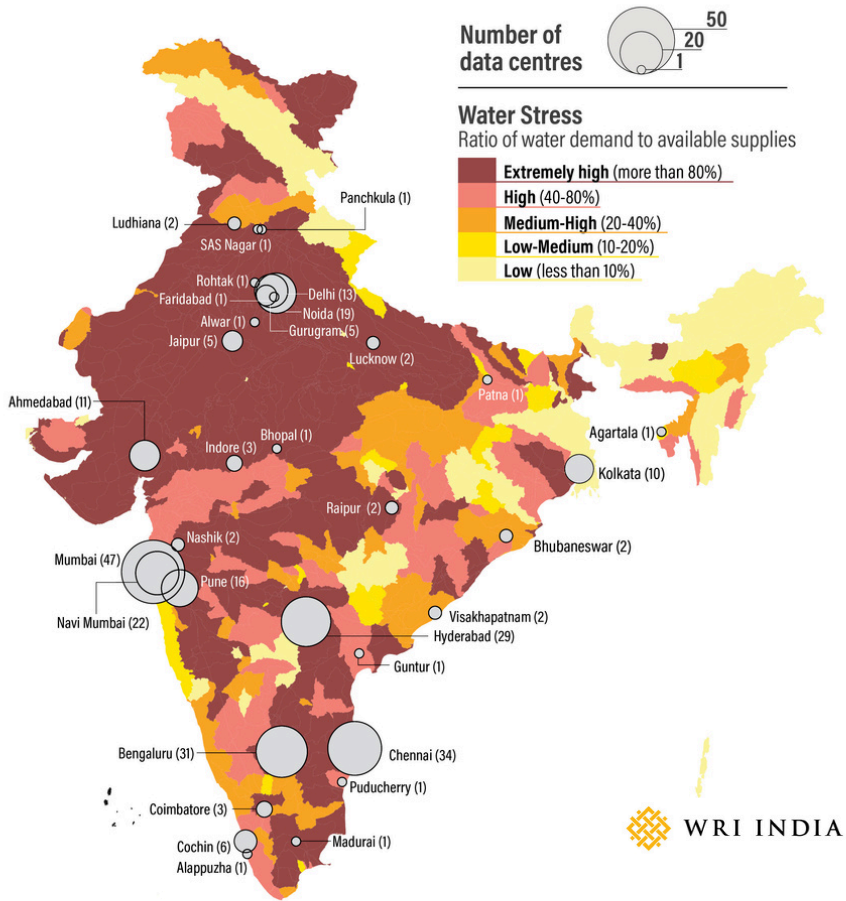 Number of
data centres
50
20
1
Water Stress
Ratio of water demand to available supplies
Extremely high (more than 80%)
High (40-80%)
Medium-High (20-40%)
Low-Medium (10-20%)
Low (less than 10%)
Panchkula (1)
Ludhiana (2)
SAS Nagar (1)
Rohtak (1)
Delhi (13)
Faridabad (1)
Noida (19)
Alwar (1)
Gurugram (5)
Jaipur (5)
Lucknow (2)
Patna (1)
Ahmedabad (11)
Agartala (1)
Bhopal (1)
Indore (3)
Kolkata (10)
Raipur (2)
Nashik (2)
Bhubaneswar (2)
Mumbai (47)
Pune (16)
Navi Mumbai (22)
Visakhapatnam (2)
Hyderabad (29)
Guntur (1)
Bengaluru (31)
Chennai (34)
Puducherry (1)
Coimbatore (3)
Cochin (6)
Madurai (1)
Alappuzha (1)
WRI INDIA